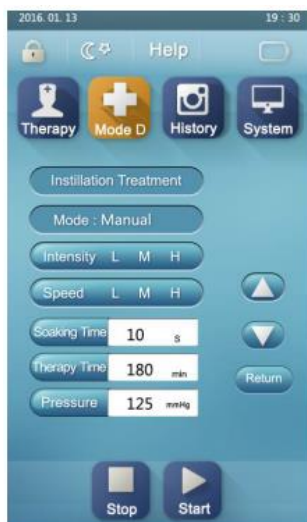 2016. 01. 13 19 : 30
Help
Therapy Mode D History System
Instillation Treatment
Mode : Manual
Intensity L M H
Speed L M H
Soaking Time 10 s
Therapy Time 180 min
Pressure 125 mmHg
Return
Stop Start